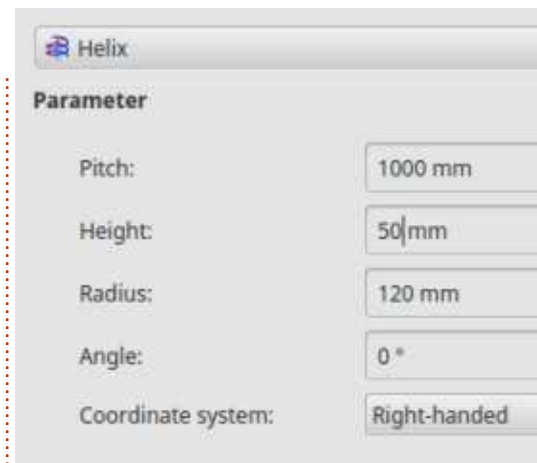 Helix
Parameter
Pitch: 1000 mm
Height: 50 mm
Radius: 120 mm
Angle: 0 °
Coordinate system: Right-handed